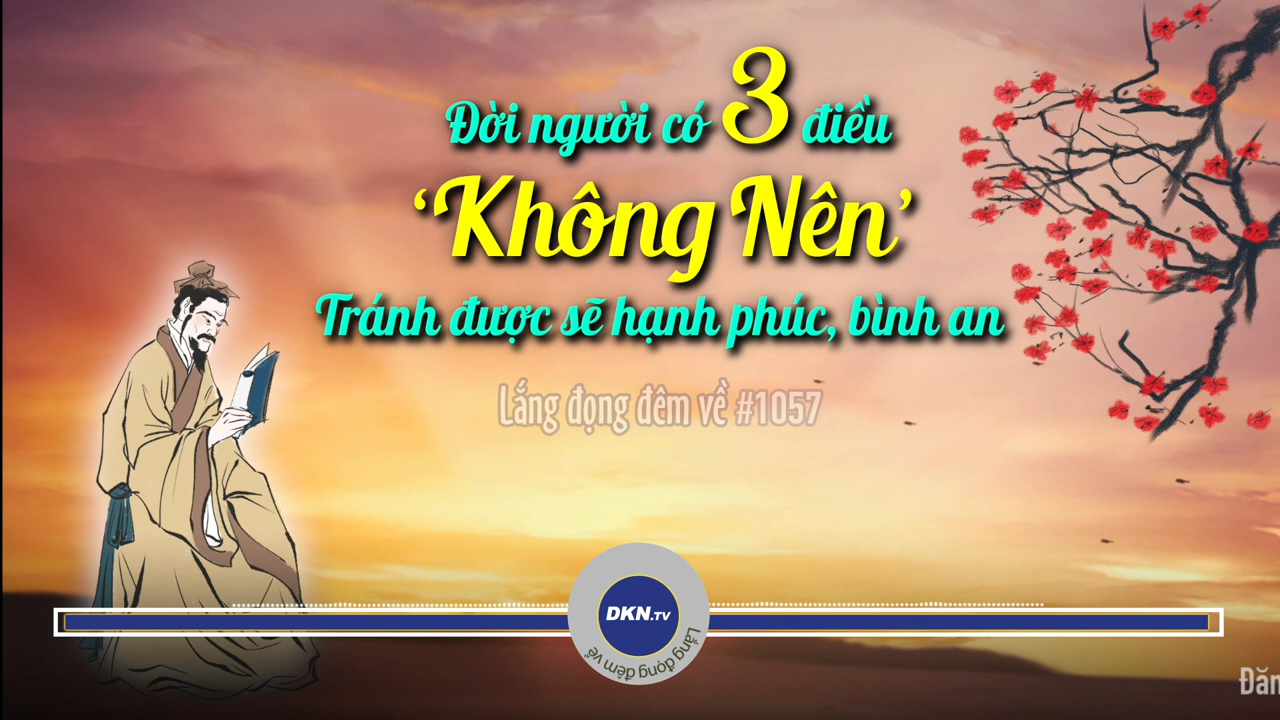 Đời người có 3 điều
‘Không Nên’
Tránh được sẽ hạnh phúc, bình an
Lắng đọng đêm về #1057
DKN.TV
Lắng đọng đêm về